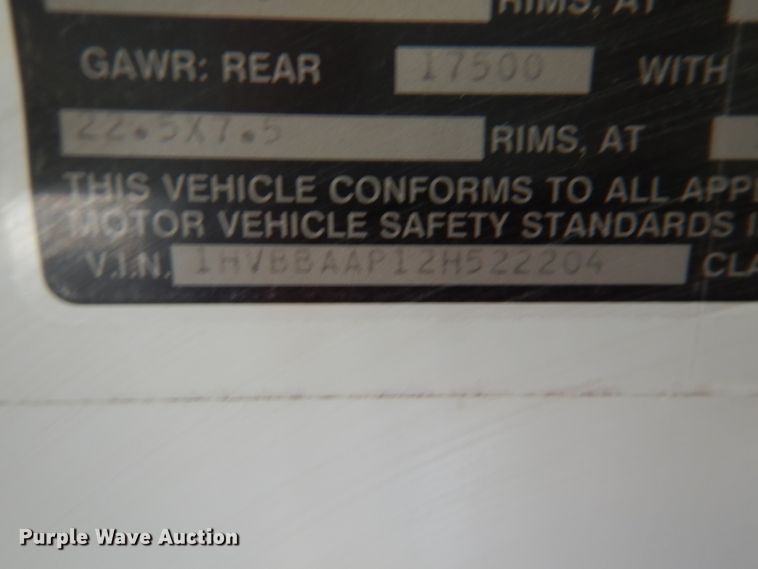 RIMS, AT
GAWR: REAR 17500 WITH
22.5X7.5 RIMS, AT
THIS VEHICLE CONFORMS TO ALL APPL
MOTOR VEHICLE SAFETY STANDARDS I
V.I.N. 1HVBBAAP12H522204 CLA
Purple Wave Auction